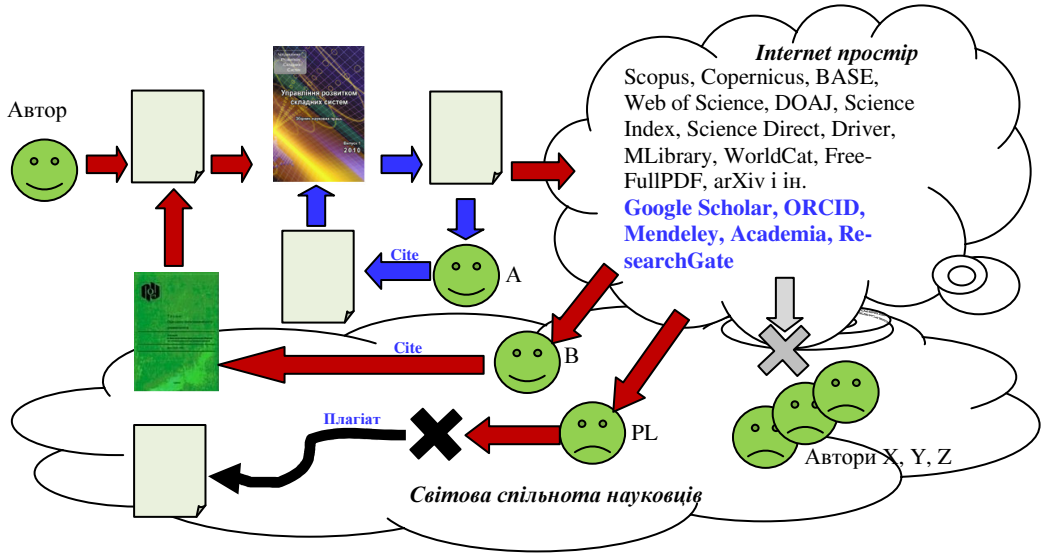 Internet простір
Scopus, Copernicus, BASE,
Web of Science, DOAJ, Science
Index, Science Direct, Driver,
MLibrary, WorldCat, Free-
FullPDF, arXiv і ін.
Google Scholar, ORCID,
Mendeley, Academia, Re-
searchGate
Автор
Управління розвитком
складних систем
2010
Cite
A
Cite
B
Плагіат
PL
Автори X, Y, Z
Світова спільнота науковців